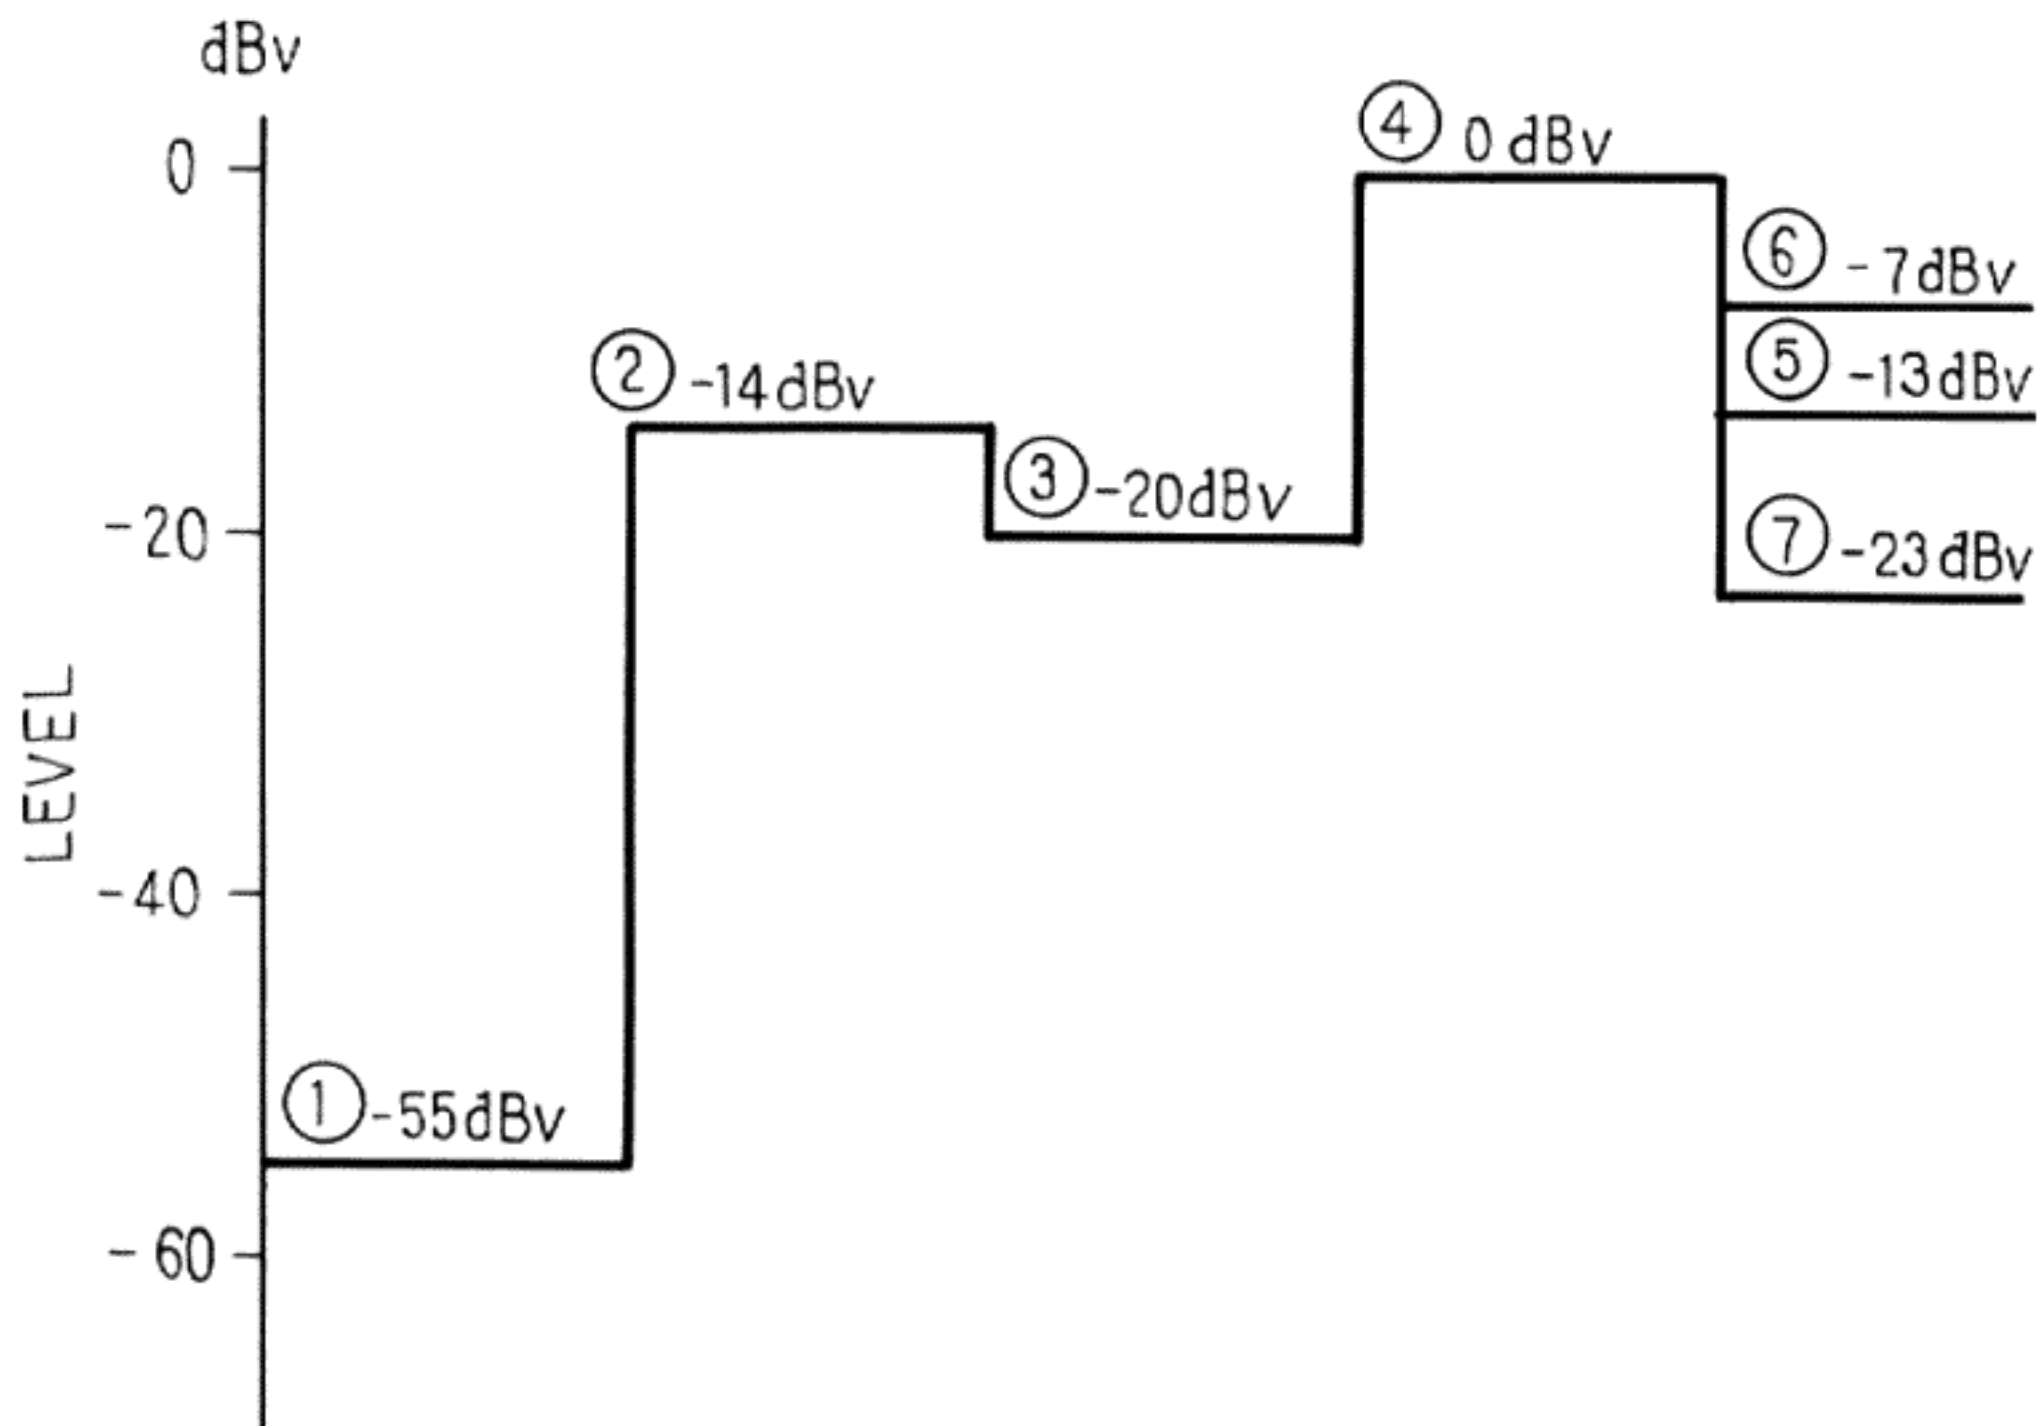 dBv
0
④ 0 dBv
⑥ -7dBv
② -14dBv
⑤ -13dBv
③ -20dBv
-20
⑦ -23dBv
LEVEL
-40
① -55dBv
-60